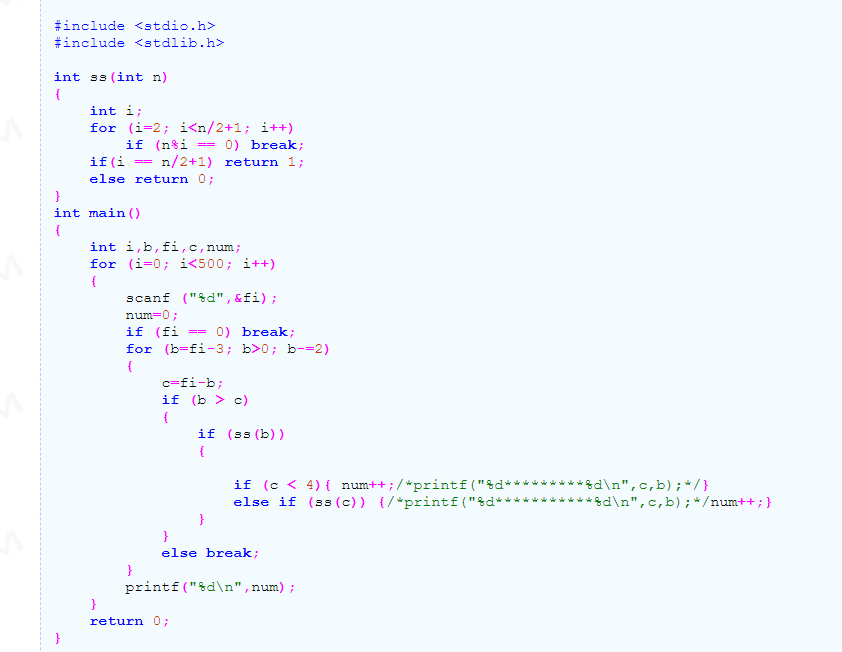 #include <stdio.h>
#include <stdlib.h>
int ss(int n)
{
int i;
for (i=2; i<n/2+1; i++)
if (n%i == 0) break;
if(i == n/2+1) return 1;
else return 0;
}
int main()
{
int i,b,fi,c,num;
for (i=0; i<500; i++)
{
scanf ("%d",&fi);
num=0;
if (fi == 0) break;
for (b=fi-3; b>0; b-=2)
{
c=fi-b;
if (b > c)
{
if (ss(b))
{
if (c < 4){ num++;/*printf("%d*********%d\n",c,b);*/}
else if (ss(c)) {/*printf("%d***********%d\n",c,b);*/num++;}
}
}
else break;
}
printf("%d\n",num);
}
return 0;
}